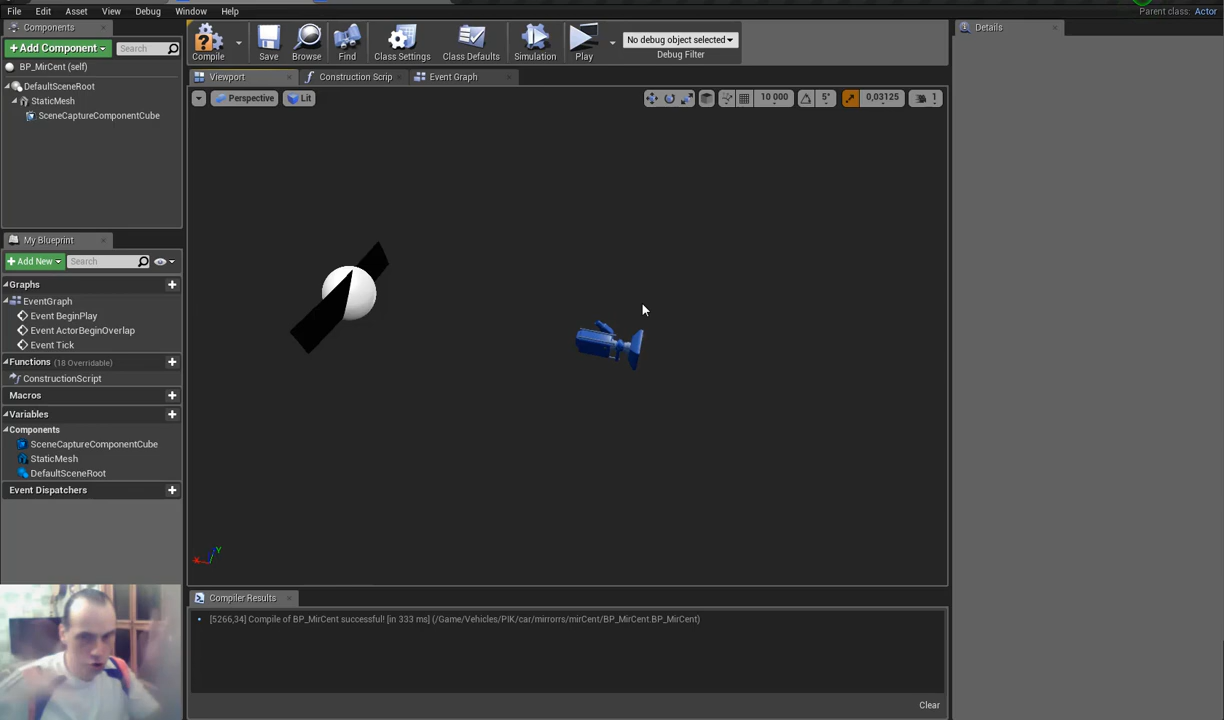 File Edit Asset View Debug Window Help
Parent class: Actor
Components
Add Component
Search
BP_MirCent (self)
DefaultSceneRoot
StaticMesh
SceneCaptureComponentCube
Compile
Save
Browse
Find
Class Settings
Class Defaults
Simulation
Play
No debug object selected
Debug Filter
Viewport
Construction Scrip
Event Graph
Perspective
Lit
10 000
5°
0,03125
1
X
Y
Details
My Blueprint
Add New
Search
Graphs
EventGraph
Event BeginPlay
Event ActorBeginOverlap
Event Tick
Functions (18 Overridable)
ConstructionScript
Macros
Variables
Components
SceneCaptureComponentCube
StaticMesh
DefaultSceneRoot
Event Dispatchers
Compiler Results
[5266,34] Compile of BP_MirCent successful! [in 333 ms] (/Game/Vehicles/PIK/car/mirrorrs/mirCent/BP_MirCent.BP_MirCent)
Clear